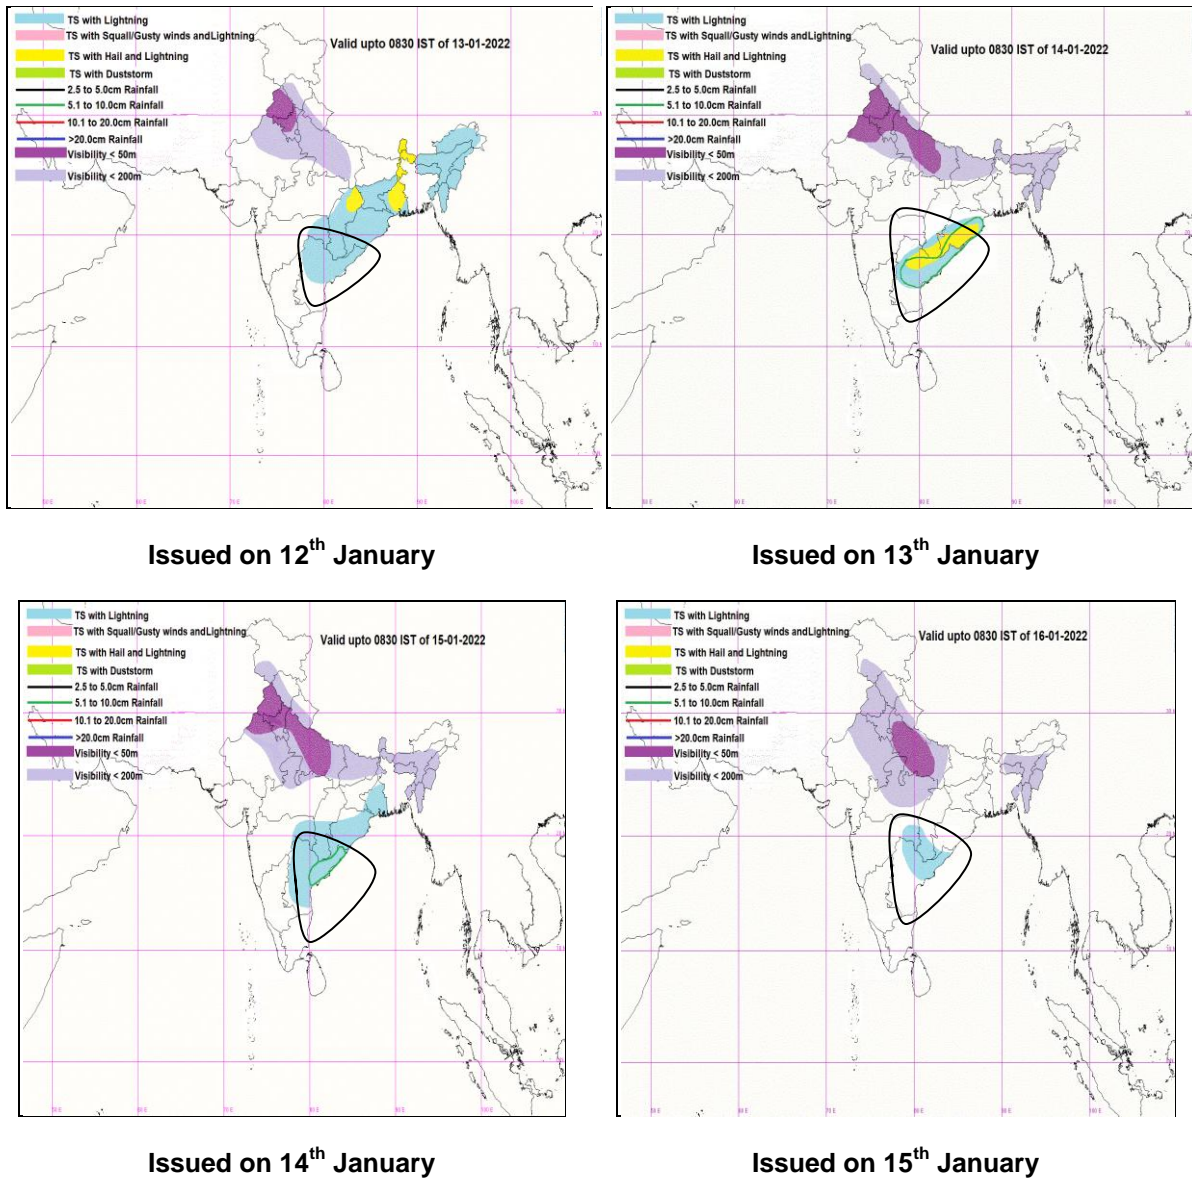 TS with Lightning
TS with Squall/Gusty winds andLightning
TS with Hail and Lightning
TS with Duststorm
2.5 to 5.0cm Rainfall
5.1 to 10.0cm Rainfall
10.1 to 20.0cm Rainfall
>20.0cm Rainfall
Visibility < 50m
Visibility < 200m
Valid upto 0830 IST of 13-01-2022
Issued on 12th January
TS with Lightning
TS with Squall/Gusty winds andLightning
TS with Hail and Lightning
TS with Duststorm
2.5 to 5.0cm Rainfall
5.1 to 10.0cm Rainfall
10.1 to 20.0cm Rainfall
>20.0cm Rainfall
Visibility < 50m
Visibility < 200m
Valid upto 0830 IST of 14-01-2022
Issued on 13th January
TS with Lightning
TS with Squall/Gusty winds andLightning
TS with Hail and Lightning
TS with Duststorm
2.5 to 5.0cm Rainfall
5.1 to 10.0cm Rainfall
10.1 to 20.0cm Rainfall
>20.0cm Rainfall
Visibility < 50m
Visibility < 200m
Valid upto 0830 IST of 15-01-2022
Issued on 14th January
TS with Lightning
TS with Squall/Gusty winds andLightning
TS with Hail and Lightning
TS with Duststorm
2.5 to 5.0cm Rainfall
5.1 to 10.0cm Rainfall
10.1 to 20.0cm Rainfall
>20.0cm Rainfall
Visibility < 50m
Visibility < 200m
Valid upto 0830 IST of 16-01-2022
Issued on 15th January